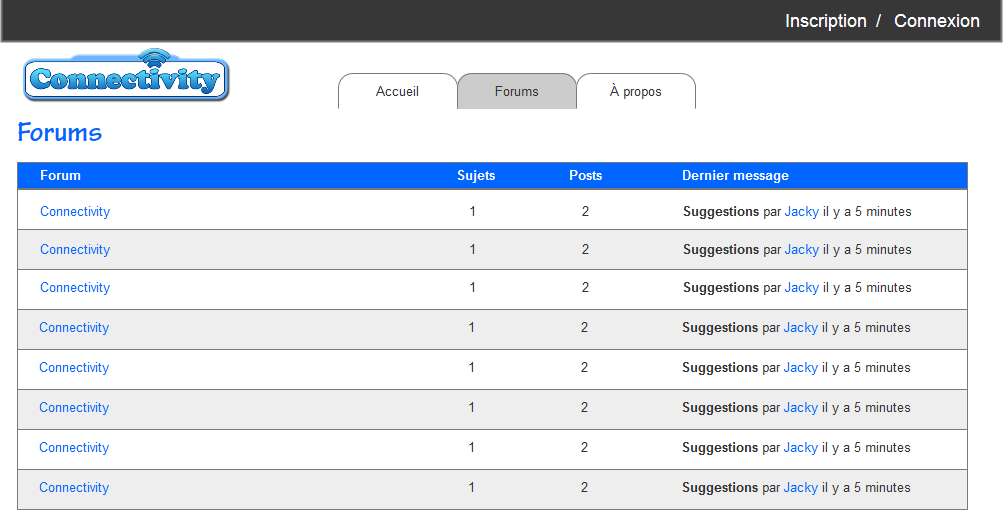 Inscription / Connexion
Connectivity
Accueil Forums À propos
Forums
Forum Sujets Posts Dernier message
Connectivity 1 2 Suggestions par Jacky il y a 5 minutes
Connectivity 1 2 Suggestions par Jacky il y a 5 minutes
Connectivity 1 2 Suggestions par Jacky il y a 5 minutes
Connectivity 1 2 Suggestions par Jacky il y a 5 minutes
Connectivity 1 2 Suggestions par Jacky il y a 5 minutes
Connectivity 1 2 Suggestions par Jacky il y a 5 minutes
Connectivity 1 2 Suggestions par Jacky il y a 5 minutes
Connectivity 1 2 Suggestions par Jacky il y a 5 minutes